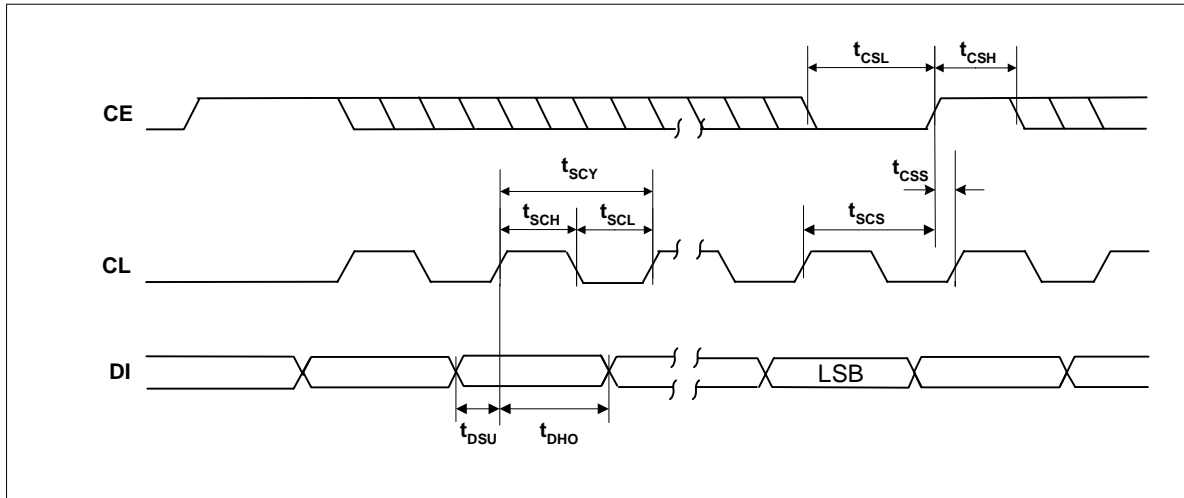 tCSL
tCSH
CE
tSCY
tCSS
tSCH
tSCL
tSCS
CL
DI
LSB
tDSU
tDHO